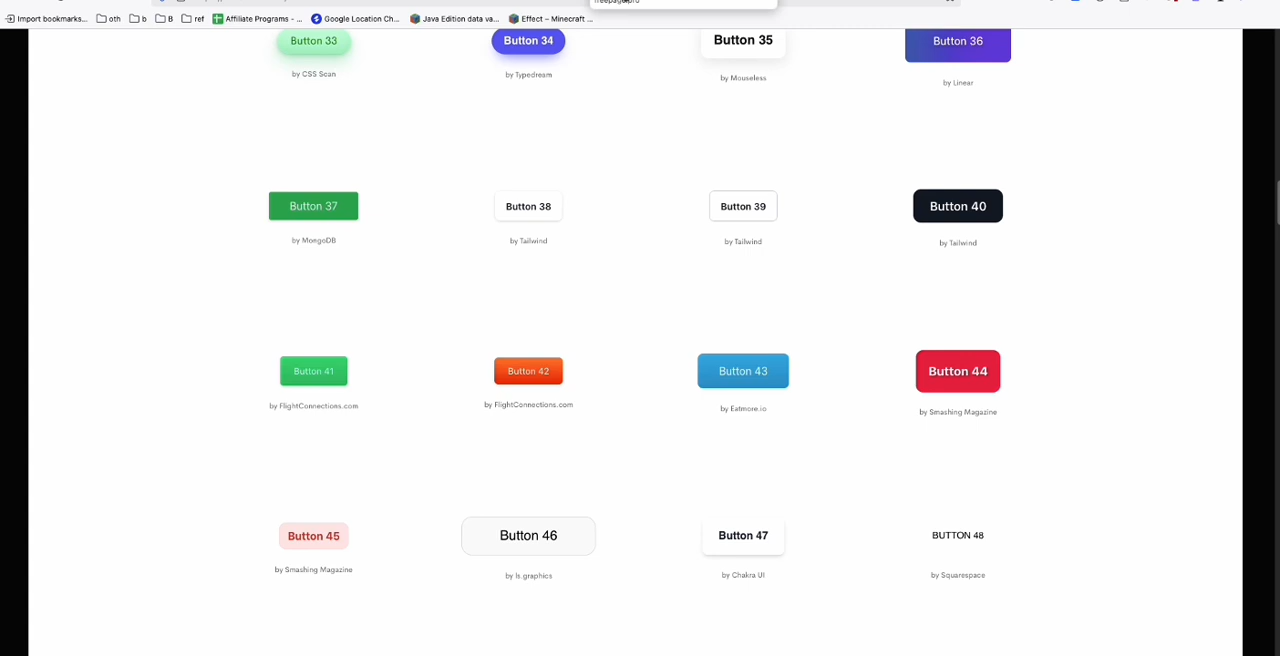 Import bookmarks... oth b B ref Affiliate Programs - ... Google Location Ch... Java Edition data va... Effect – Minecraft ...
Button 33 Button 34 Button 35 Button 36
by CSS Scan by Typedream by Mouseless by Linear
Button 37 Button 38 Button 39 Button 40
by MongoDB by Tailwind by Tailwind by Tailwind
Button 41 Button 42 Button 43 Button 44
by FlightConnections.com by FlightConnections.com by Eatmore.io by Smashing Magazine
Button 45 Button 46 Button 47 BUTTON 48
by Smashing Magazine by ls.graphics by Chakra UI by Squarespace